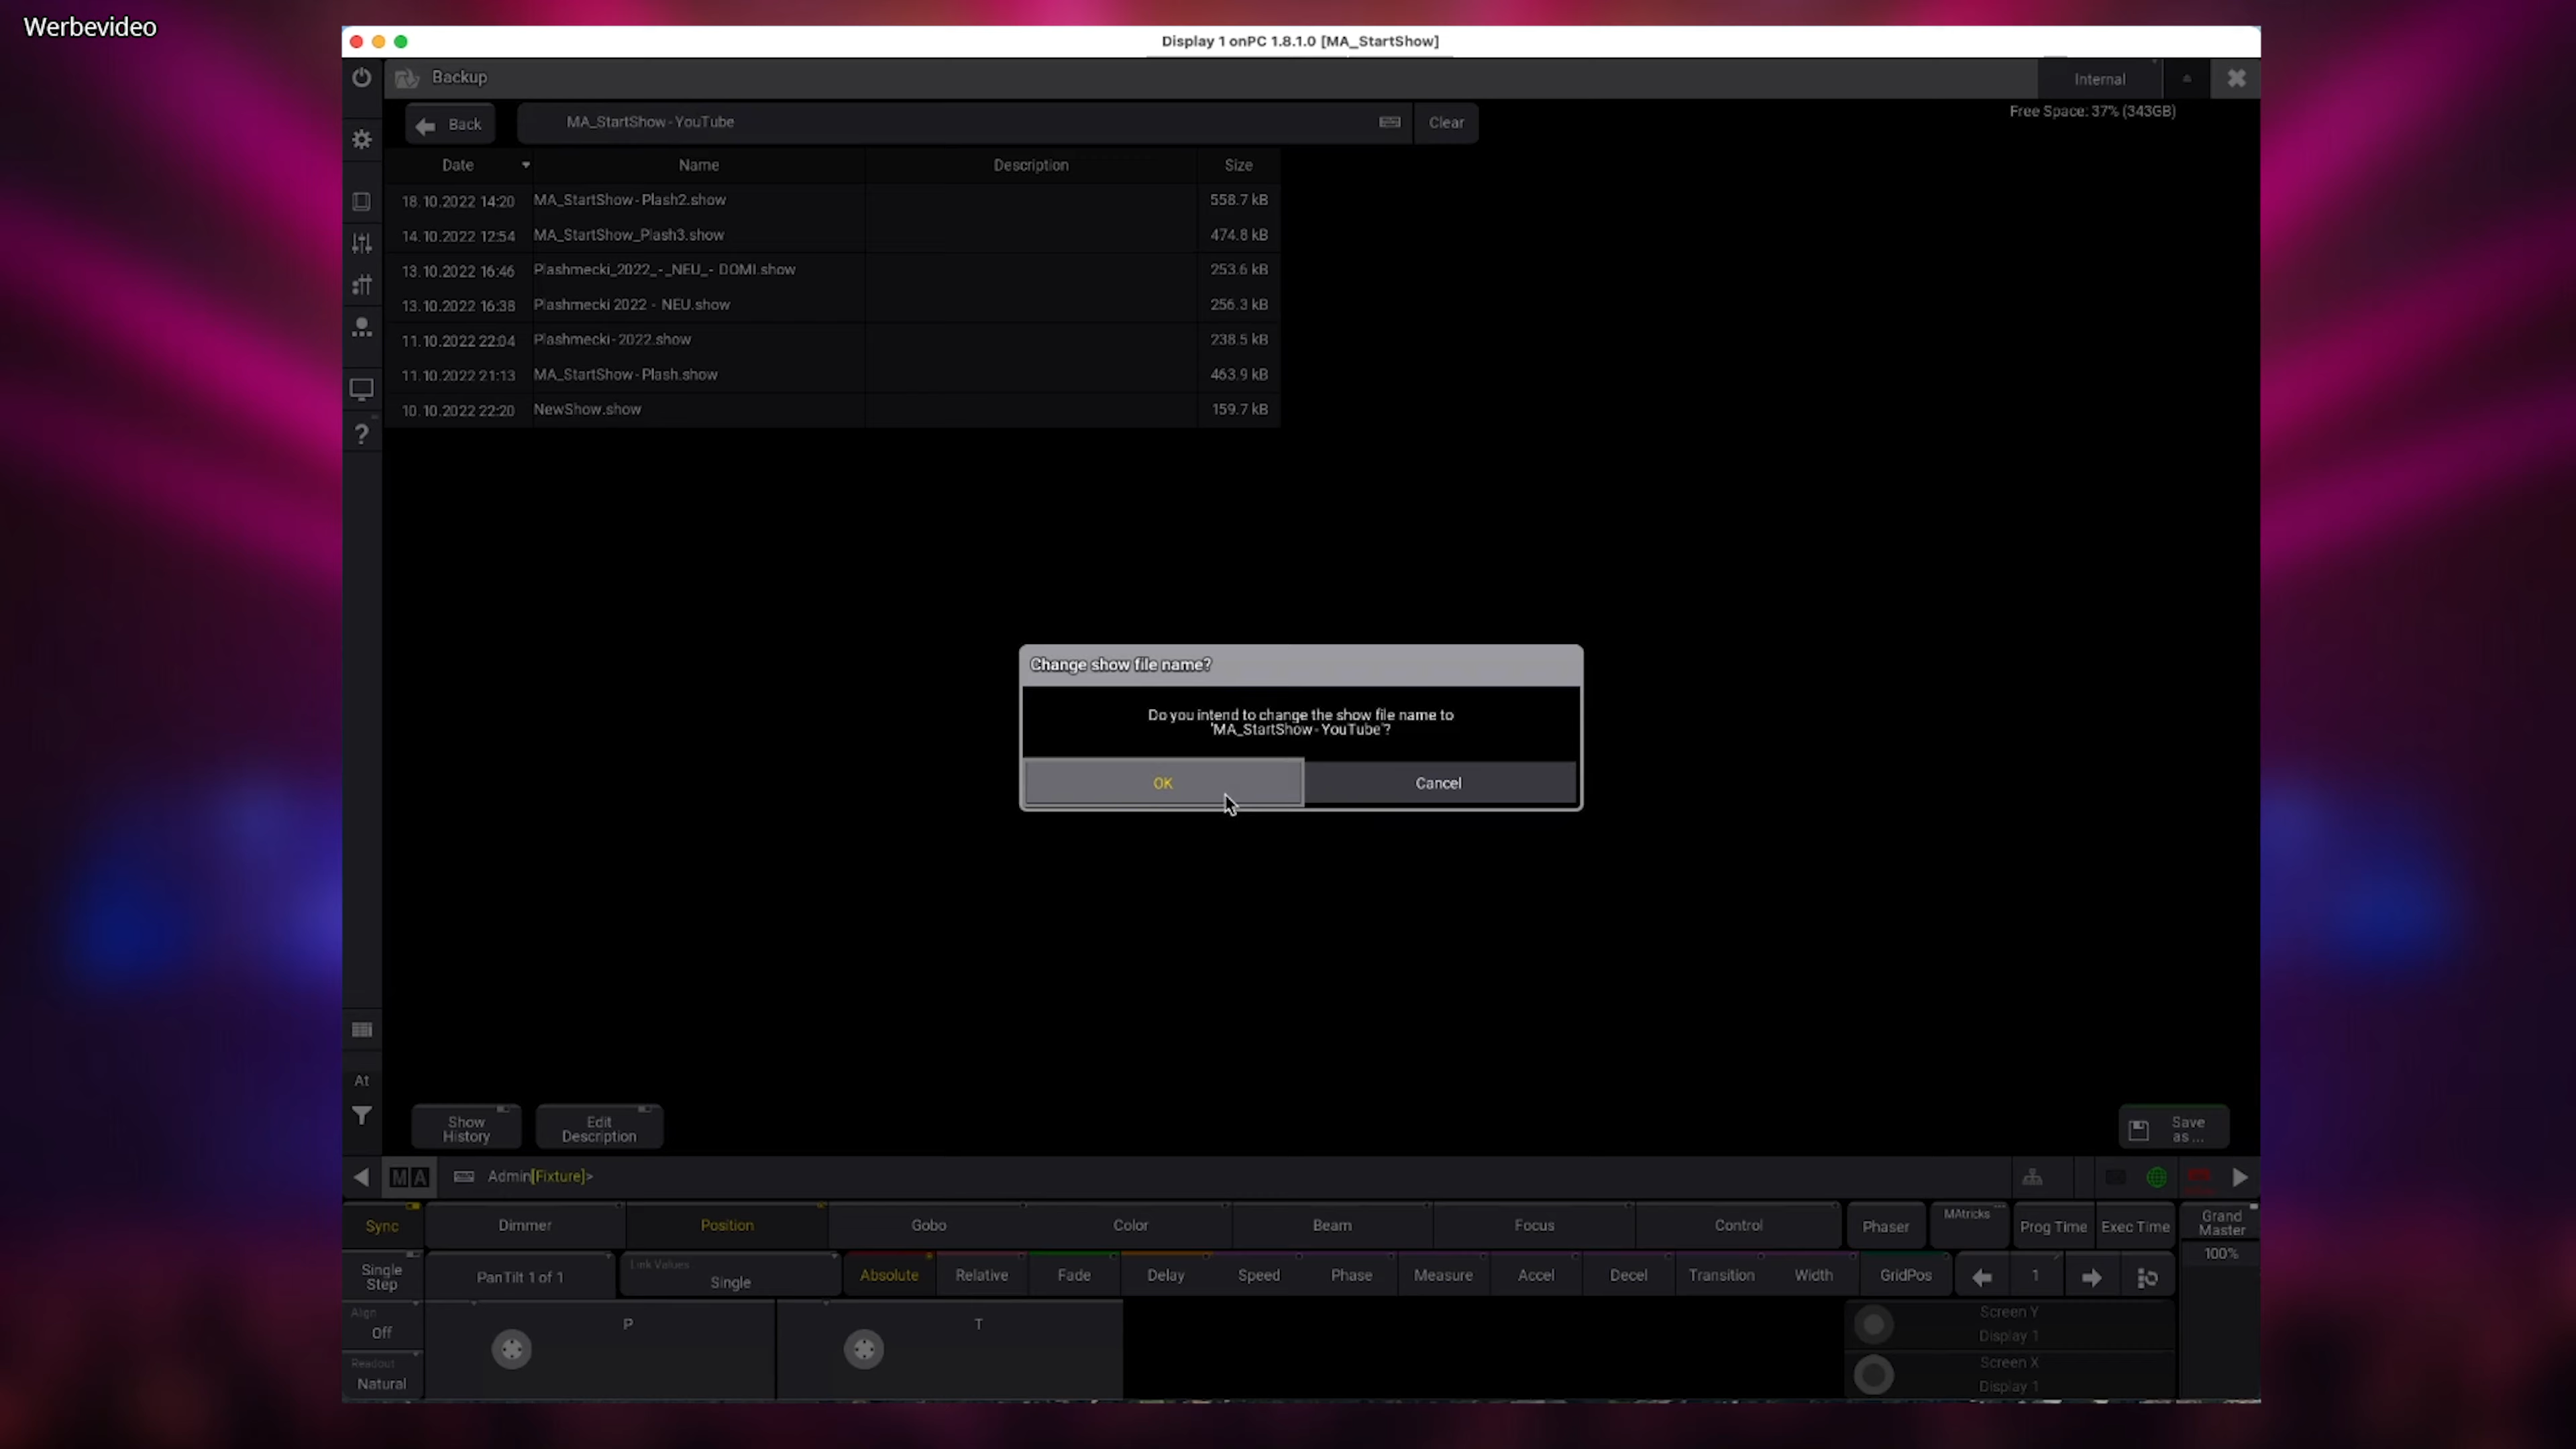 Werbevideo
Display 1 onPC 1.8.1.0 [MA_StartShow]
Backup
Internal
Back
MA_StartShow-YouTube
Clear
Free Space: 37% (343GB)
Date Name Description Size
18.10.2022 14:20 MA_StartShow-Plash2.show 558.7 kB
14.10.2022 12:54 MA_StartShow_Plash3.show 474.8 kB
13.10.2022 16:46 Plashmecki_2022_-_NEU_- DOMI.show 253.6 kB
13.10.2022 16:38 Plashmecki 2022 - NEU.show 256.3 kB
11.10.2022 22:04 Plashmecki-2022.show 238.5 kB
11.10.2022 21:13 MA_StartShow-Plash.show 463.9 kB
10.10.2022 22:20 NewShow.show 159.7 kB
?
Change show file name?
Do you intend to change the show file name to
'MA_StartShow-YouTube'?
OK Cancel
At
Show
History
Edit
Description
Save
as ...
MA
Admin[Fixture]>
Sync Dimmer Position Gobo Color Beam Focus Control Phaser MAtricks Prog Time Exec Time
Grand
Master
100%
Single
Step
PanTilt 1 of 1
Link Values
Single
Absolute Relative Fade Delay Speed Phase Measure Accel Decel Transition Width GridPos 1
Align
Off
P
T
Screen Y
Display 1
Readout
Natural
Screen X
Display 1